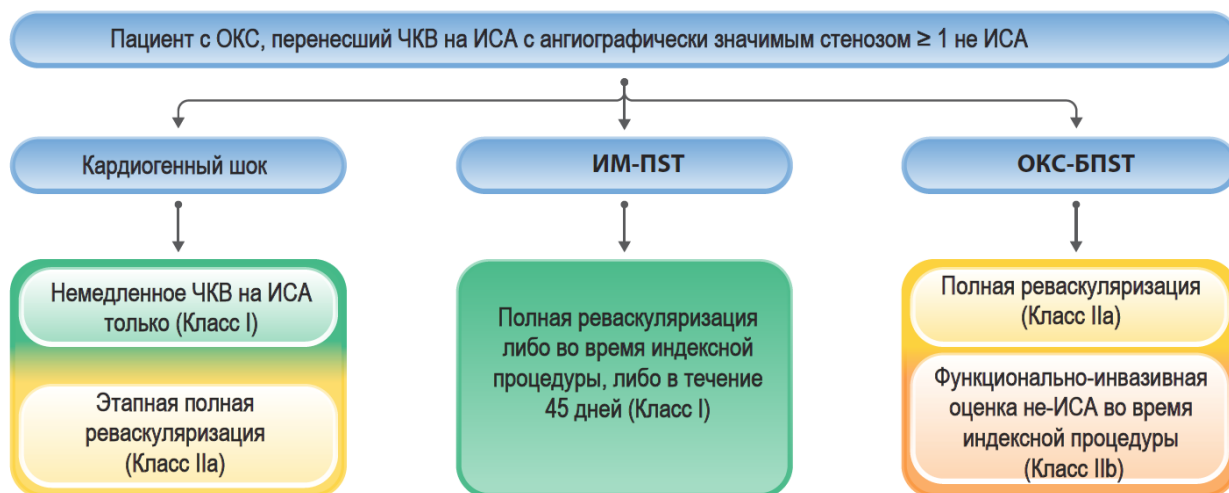 Пациент с ОКС, перенесший ЧКВ на ИСА с ангиографически значимым стенозом ≥ 1 не ИСА
Кардиогенный шок
ИМ-ПST
ОКС-БПST
Немедленное ЧКВ на ИСА
только (Класс I)
Этапная полная
реваскуляризация
(Класс IIa)
Полная реваскуляризация
либо во время индексной
процедуры, либо в течение
45 дней (Класс I)
Полная реваскуляризация
(Класс IIa)
Функционально-инвазивная
оценка не-ИСА во время
индексной процедуры
(Класс IIb)